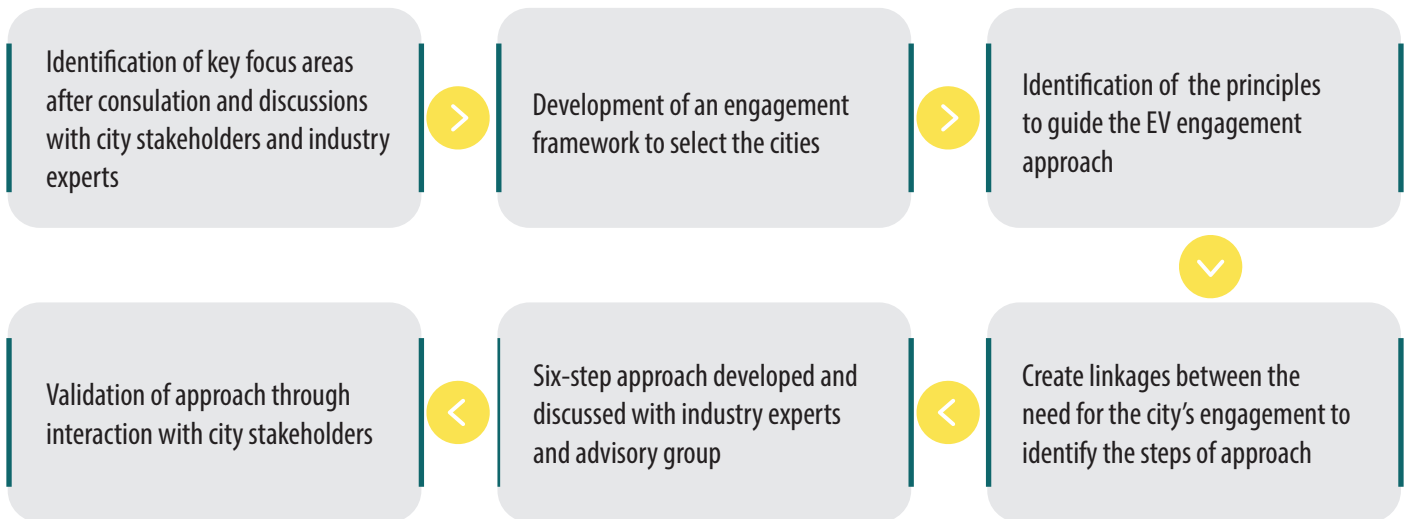 Identification of key focus areas
after consulation and discussions
with city stakeholders and industry
experts
Development of an engagement
framework to select the cities
Identification of the principles
to guide the EV engagement
approach
Create linkages between the
need for the city's engagement to
identify the steps of approach
Six-step approach developed and
discussed with industry experts
and advisory group
Validation of approach through
interaction with city stakeholders